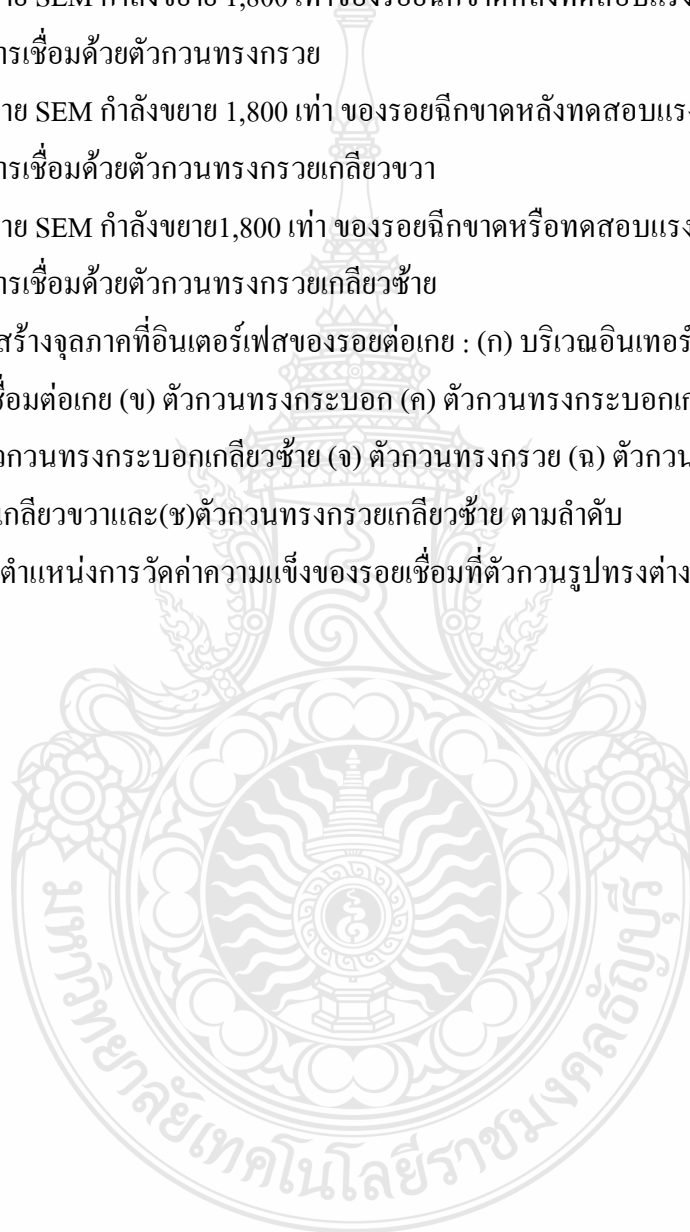 าย SEM กำลังขยาย 1,800 เท่าของรอยฉีกขาดหลังทดสอบแรง
ารเชื่อมด้วยตัวกวนทรงกรวย
าย SEM กำลังขยาย 1,800 เท่า ของรอยฉีกขาดหลังทดสอบแรง
ารเชื่อมด้วยตัวกวนทรงกรวยเกลียวขวา
าย SEM กำลังขยาย1,800 เท่า ของรอยฉีกขาดหรือทดสอบแรง
ารเชื่อมด้วยตัวกวนทรงกรวยเกลียวซ้าย
สร้างจุลภาคที่อินเตอร์เฟสของรอยต่อเกย : (ก) บริเวณอินเทอร์
ชื่อมต่อเกย (ข) ตัวกวนทรงกระบอก (ค) ตัวกวนทรงกระบอกเก
วกวนทรงกระบอกเกลียวซ้าย (จ) ตัวกวนทรงกรวย (ฉ) ตัวกวน
เกลียวขวาและ(ช)ตัวกวนทรงกรวยเกลียวซ้าย ตามลำดับ
ตำแหน่งการวัดค่าความแข็งของรอยเชื่อมที่ตัวกวนรูปทรงต่าง
มหาวิทยาลัยเทคโนโลยีราชมงคลธัญบุรี